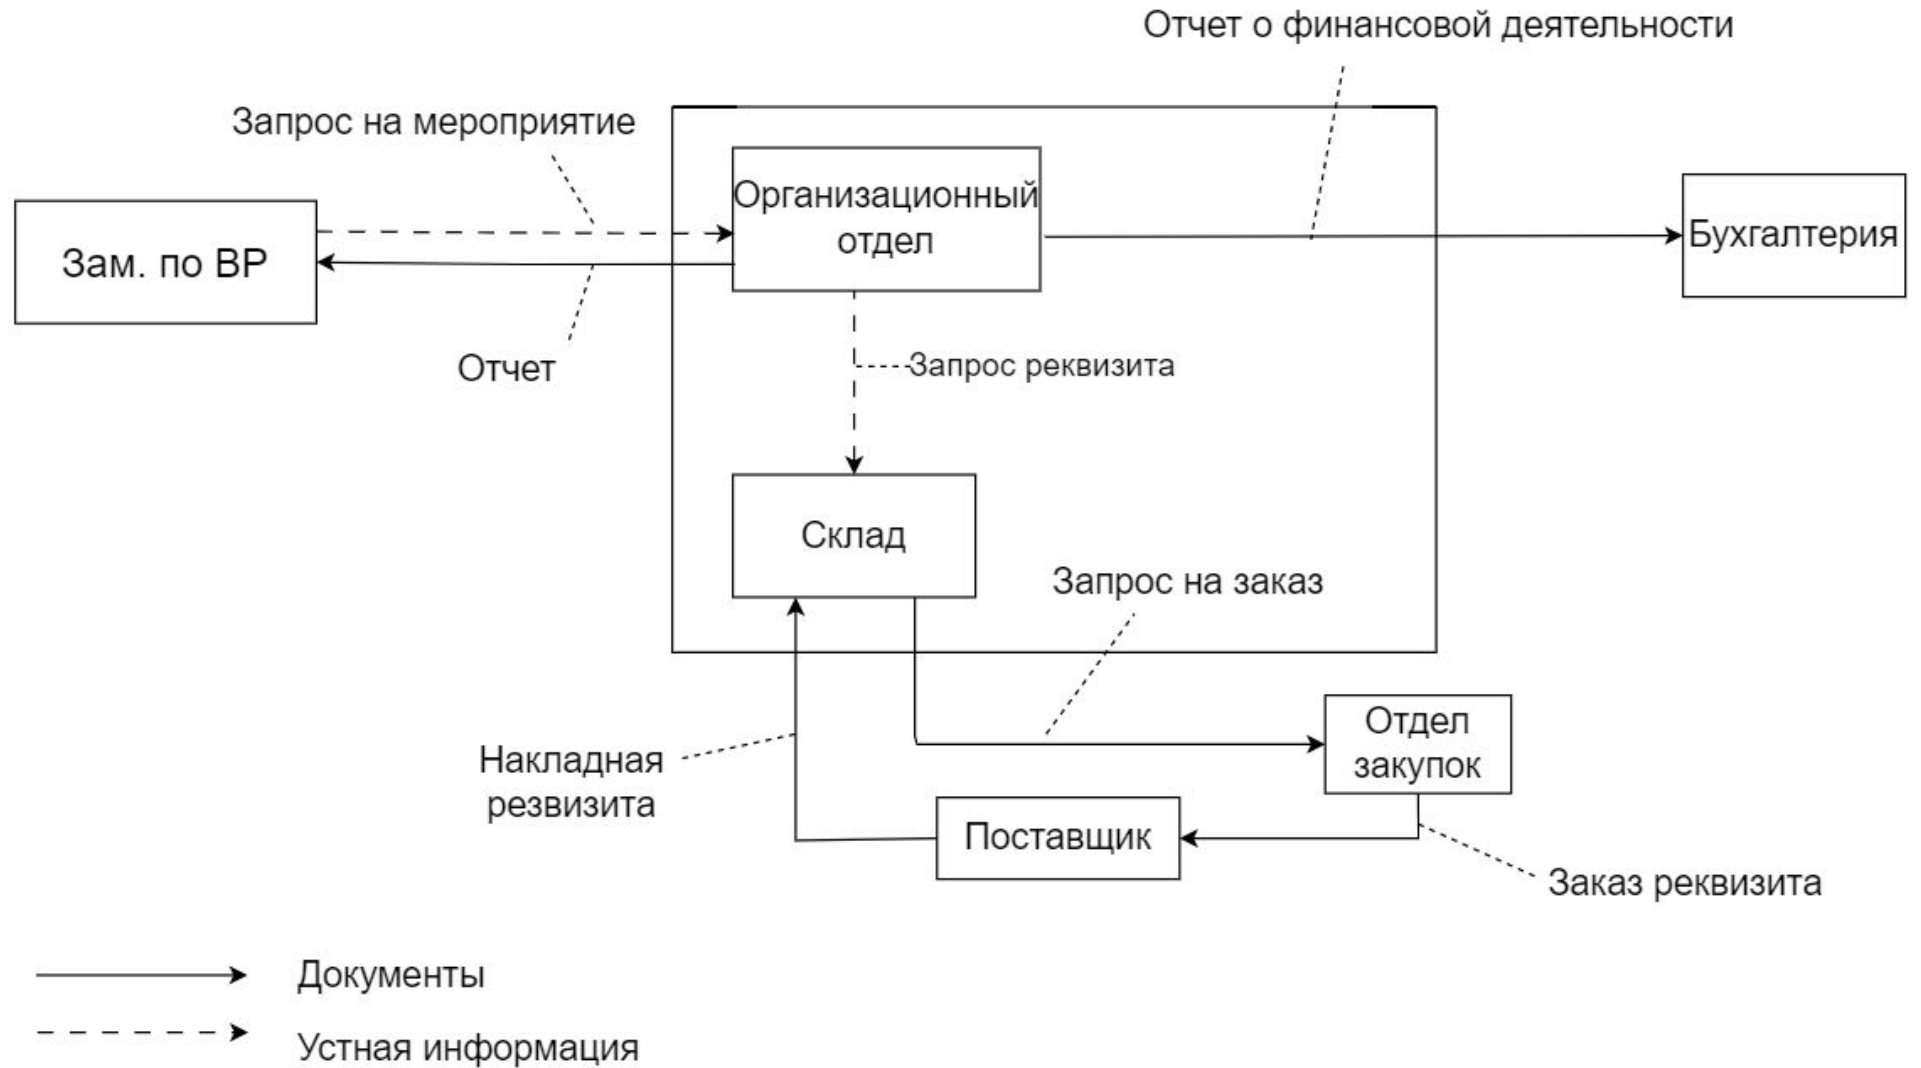 Отчет о финансовой деятельности
Запрос на мероприятие
Организационный
отдел
Бухгалтерия
Зам. по ВР
Отчет
Запрос реквизита
Склад
Запрос на заказ
Отдел
закупок
Накладная
резвизита
Поставщик
Заказ реквизита
Документы
Устная информация